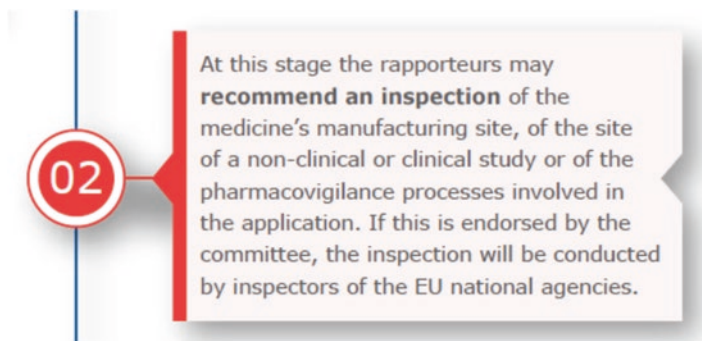 At this stage the rapporteurs may
recommend an inspection of the
medicine's manufacturing site, of the site
of a non-clinical or clinical study or of the
02
pharmacovigilance processes involved in
the application. If this is endorsed by the
committee, the inspection will be conducted
by inspectors of the EU national agencies.